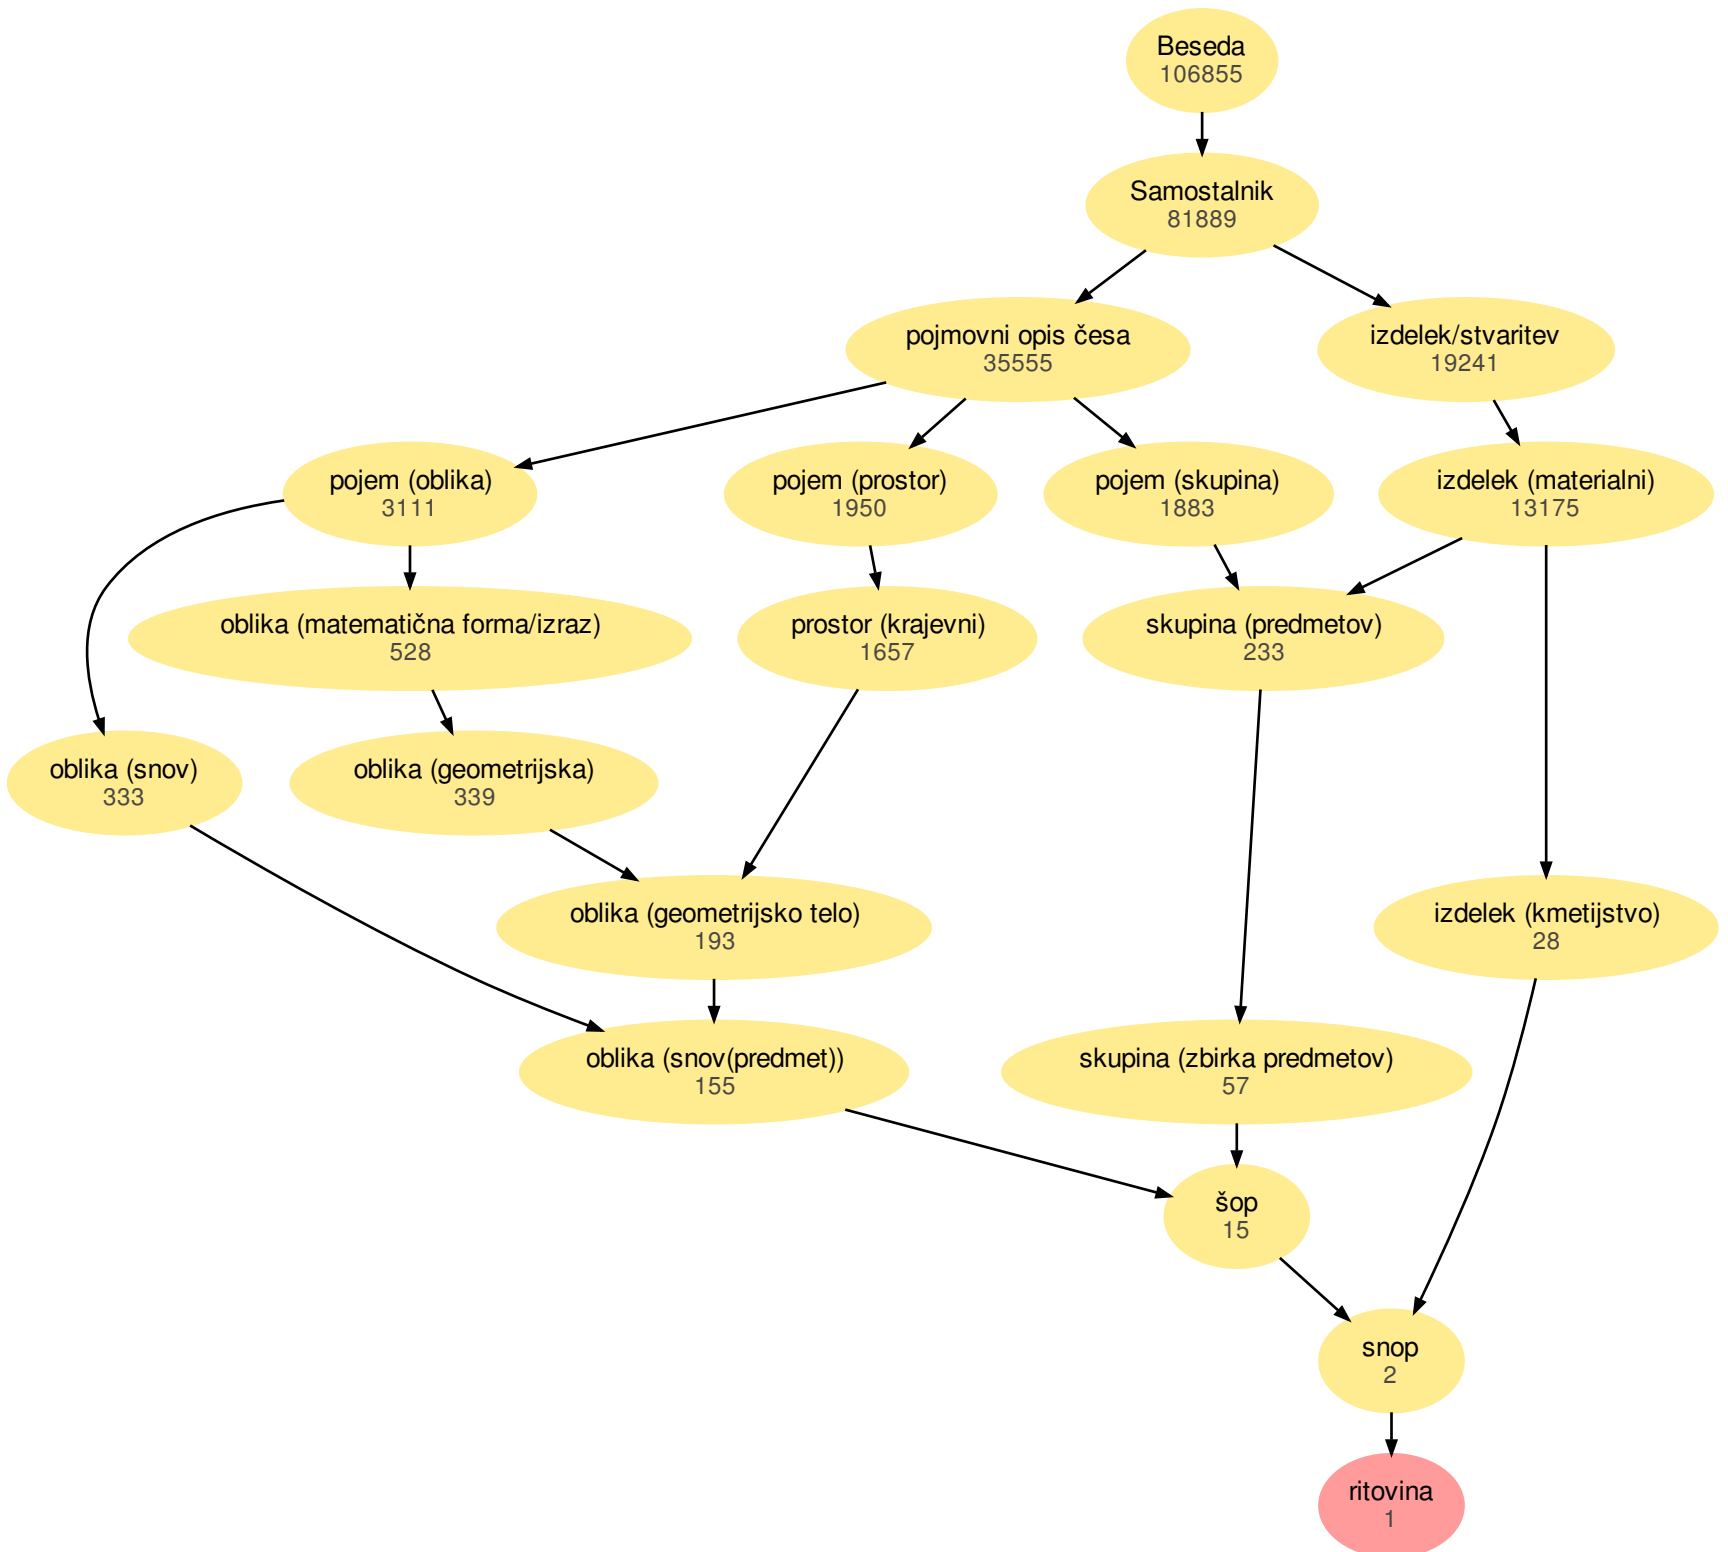 Beseda
106855
Samostalnik
81889
pojmovni opis česa
35555
izdelek/stvaritev
19241
pojem (oblika)
3111
pojem (prostor)
1950
pojem (skupina)
1883
izdelek (materialni)
13175
oblika (matematična forma/izraz)
528
prostor (krajevni)
1657
skupina (predmetov)
233
oblika (snov)
333
oblika (geometrijska)
339
oblika (geometrijsko telo)
193
izdelek (kmetijstvo)
28
oblika (snov(predmet))
155
skupina (zbirka predmetov)
57
šop
15
snop
2
ritovina
1